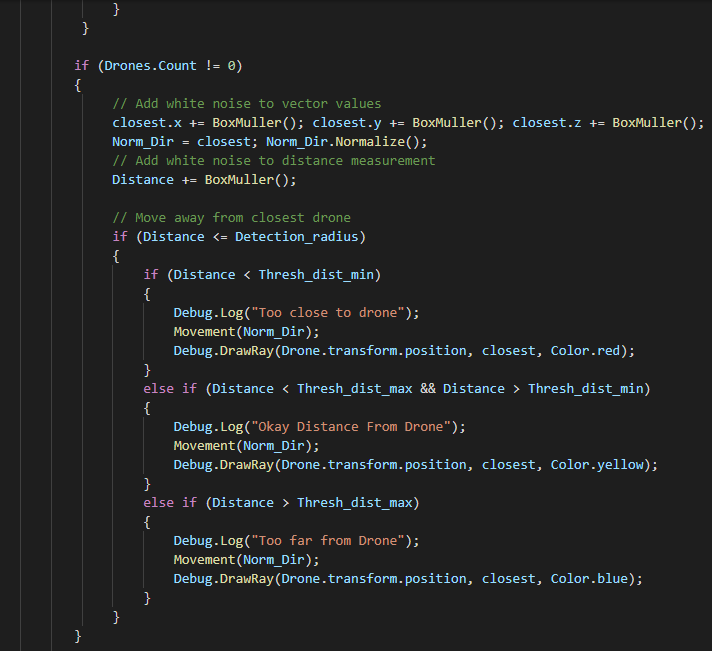 }
}
if (Drones.Count != 0)
{
// Add white noise to vector values
closest.x += BoxMuller(); closest.y += BoxMuller(); closest.z += BoxMuller();
Norm_Dir = closest; Norm_Dir.Normalize();
// Add white noise to distance measurement
Distance += BoxMuller();
// Move away from closest drone
if (Distance <= Detection_radius)
{
if (Distance < Thresh_dist_min)
{
Debug.Log("Too close to drone");
Movement(Norm_Dir);
Debug.DrawRay(Drone.transform.position, closest, Color.red);
}
else if (Distance < Thresh_dist_max && Distance > Thresh_dist_min)
{
Debug.Log("Okay Distance From Drone");
Movement(Norm_Dir);
Debug.DrawRay(Drone.transform.position, closest, Color.yellow);
}
else if (Distance > Thresh_dist_max)
{
Debug.Log("Too far from Drone");
Movement(Norm_Dir);
Debug.DrawRay(Drone.transform.position, closest, Color.blue);
}
}
}